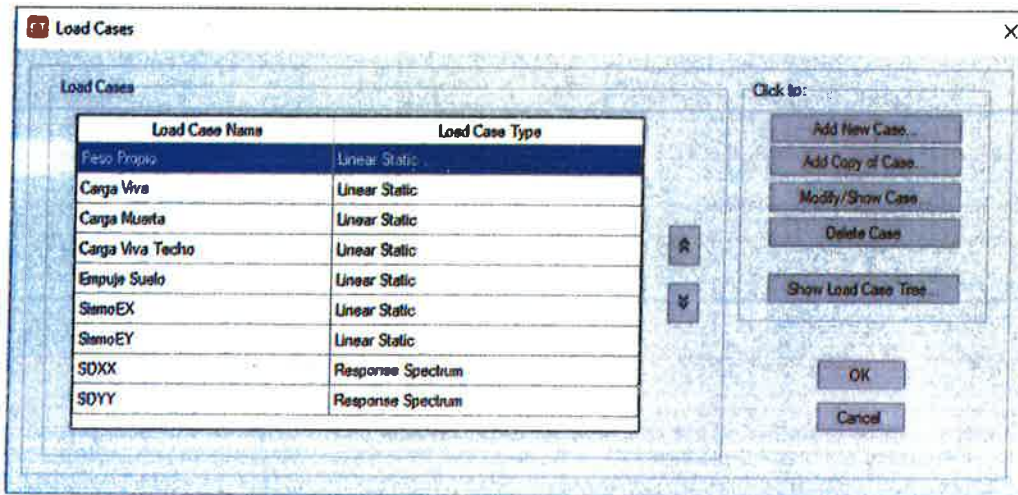 Load Cases
Load Cases
Click to:
Load Case Name Load Case Type
Peso Propio Linear Static
Carga Viva Linear Static
Carga Muerta Linear Static
Carga Viva Techo Linear Static
Empuje Suelo Linear Static
SismoEX Linear Static
SismoEY Linear Static
SDXX Response Spectrum
SDYY Response Spectrum
Add New Case...
Add Copy of Case...
Modify/Show Case...
Delete Case
Show Load Case Tree...
OK
Cancel